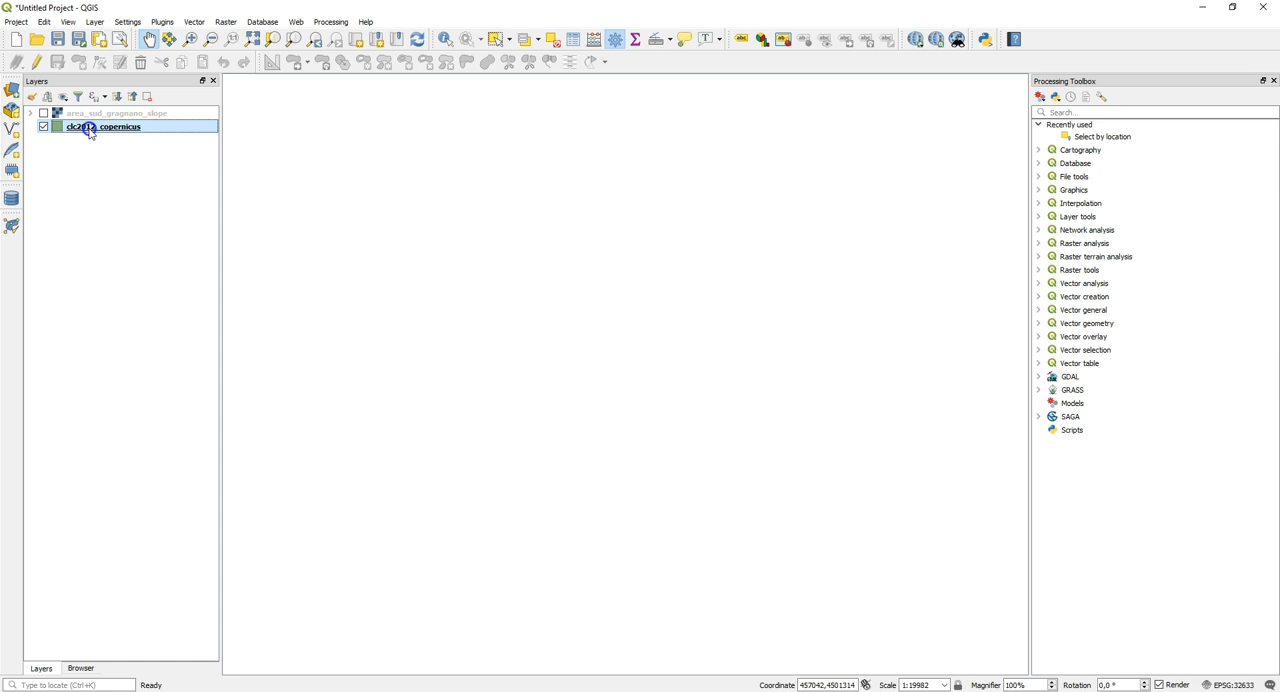 *Untitled Project - QGIS
Project Edit View Layer Settings Plugins Vector Raster Database Web Processing Help
Layers
area_sud_gragnano_slope
clc2012_copernicus
Layers Browser
Processing Toolbox
Search...
Recently used
Select by location
Cartography
Database
File tools
Graphics
Interpolation
Layer tools
Network analysis
Raster analysis
Raster terrain analysis
Raster tools
Vector analysis
Vector creation
Vector general
Vector geometry
Vector overlay
Vector selection
Vector table
GDAL
GRASS
Models
SAGA
Scripts
Type to locate (Ctrl+K) Ready Coordinate 457042,4501314 Scale 1:19982 Magnifier 100% Rotation 0,0 ° Render EPSG:32633